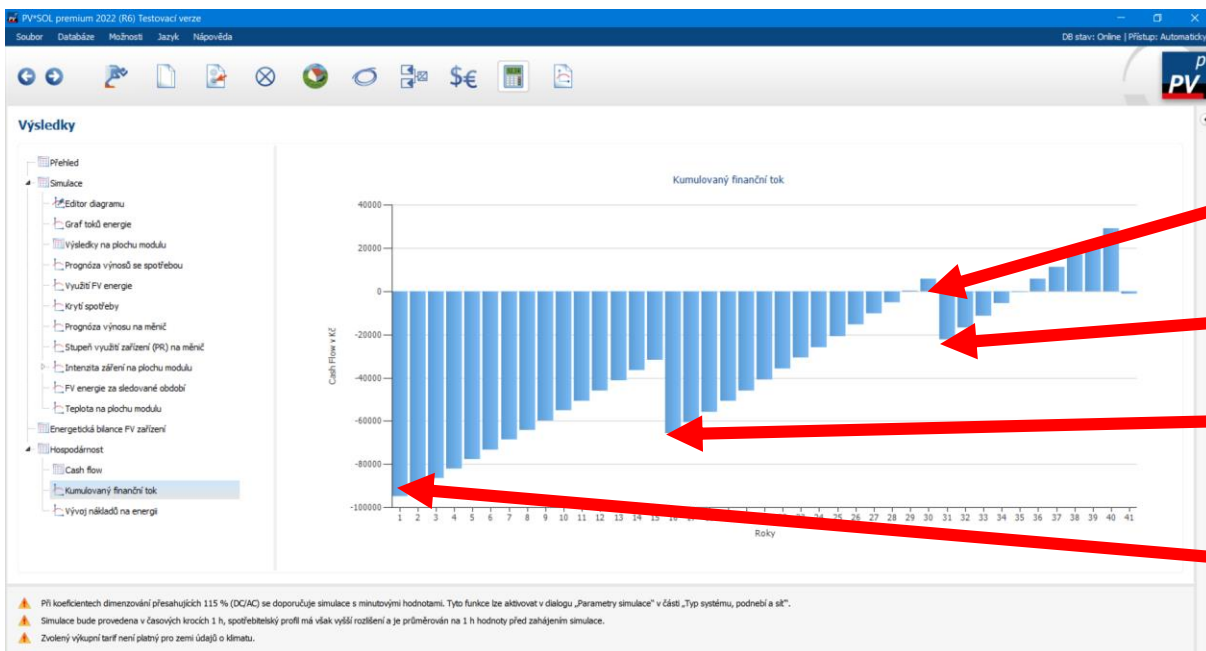 PV*SOL premium 2022 (R6) Testovací verze
Soubor Databáze Možnosti Jazyk Nápověda
DB stav: Online | Přístup: Automaticky
$€
P
PV
Výsledky
Přehled
Simulace
Editor diagramu
Graf toků energie
Výsledky na plochu modulu
Prognóza výnosů se spotřebou
Využití FV energie
Krytí spotřeby
Prognóza výnosu na měnič
Stupeň využití zařízení (PR) na měnič
Intenzita záření na plochu modulu
FV energie za sledované období
Teplota na plochu modulu
Energetická bilance FV zařízení
Hospodárnost
Cash flow
Kumulovaný finanční tok
Vývoj nákladů na energii
Kumulovaný finanční tok
Cash Flow v Kč
40000
20000
0
-20000
-40000
-60000
-80000
-100000
1 2 3 4 5 6 7 8 9 10 11 12 13 14 15 16 25 26 27 28 29 30 31 32 33 34 35 36 37 38 39 40 41
Roky
Při koeficientech dimenzování přesahujících 115 % (DC/AC) se doporučuje simulace s minutovými hodnotami. Tyto funkce lze aktivovat v dialogu „Parametry simulace" v části „Typ systému, podnebí a síť".
Simulace bude provedena v časových krocích 1 h, spotřebitelský profil má však vyšší rozlišení a je průměrován na 1 h hodnoty před zahájením simulace.
Zvolený výkupní tarif není platný pro zemi údajů o klimatu.